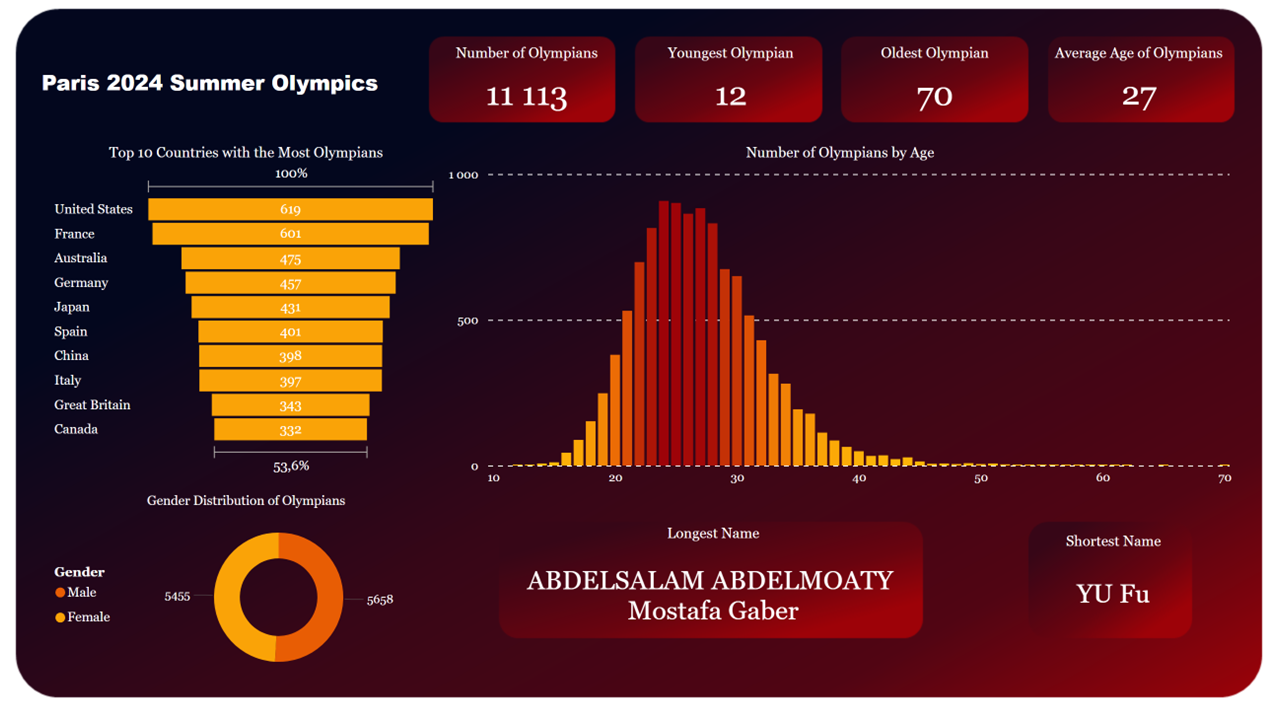 Paris 2024 Summer Olympics
Number of Olympians
11 113
Youngest Olympian
12
Oldest Olympian
70
Average Age of Olympians
27
Top 10 Countries with the Most Olympians
100%
United States 619
France 601
Australia 475
Germany 457
Japan 431
Spain 401
China 398
Italy 397
Great Britain 343
Canada 332
53,6%
Number of Olympians by Age
1 000
500
0
10 20 30 40 50 60 70
Gender Distribution of Olympians
Gender
Male
Female
5455
5658
Longest Name
ABDELSALAM ABDELMOATY
Mostafa Gaber
Shortest Name
YU Fu